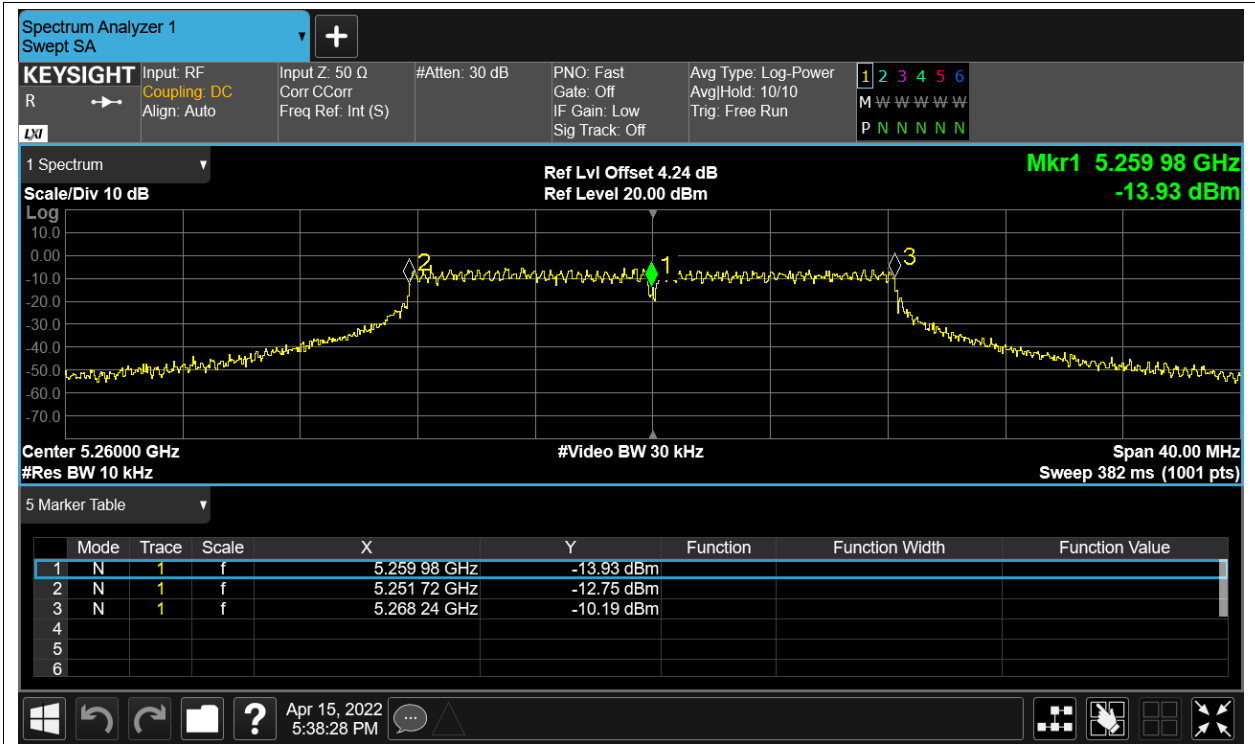 Spectrum Analyzer 1
Swept SA
KEYSIGHT Input: RF Input Z: 50 Ω #Atten: 30 dB PNO: Fast Avg Type: Log-Power 1 2 3 4 5 6
R Coupling: DC Corr CCorr Gate: Off Avg|Hold: 10/10 M W W W W W
Align: Auto Freq Ref: Int (S) IF Gain: Low Trig: Free Run
LXI Sig Track: Off P N N N N N
1 Spectrum Ref Lvl Offset 4.24 dB Mkr1 5.259 98 GHz
Scale/Div 10 dB Ref Level 20.00 dBm -13.93 dBm
Log
10.0
0.00 2 1 3
-10.0
-20.0
-30.0
-40.0
-50.0
-60.0
-70.0
Center 5.26000 GHz #Video BW 30 kHz Span 40.00 MHz
#Res BW 10 kHz Sweep 382 ms (1001 pts)
5 Marker Table
Mode Trace Scale X Y Function Function Width Function Value
1 N 1 f 5.259 98 GHz -13.93 dBm
2 N 1 f 5.251 72 GHz -12.75 dBm
3 N 1 f 5.268 24 GHz -10.19 dBm
4
5
6
? Apr 15, 2022
5:38:28 PM